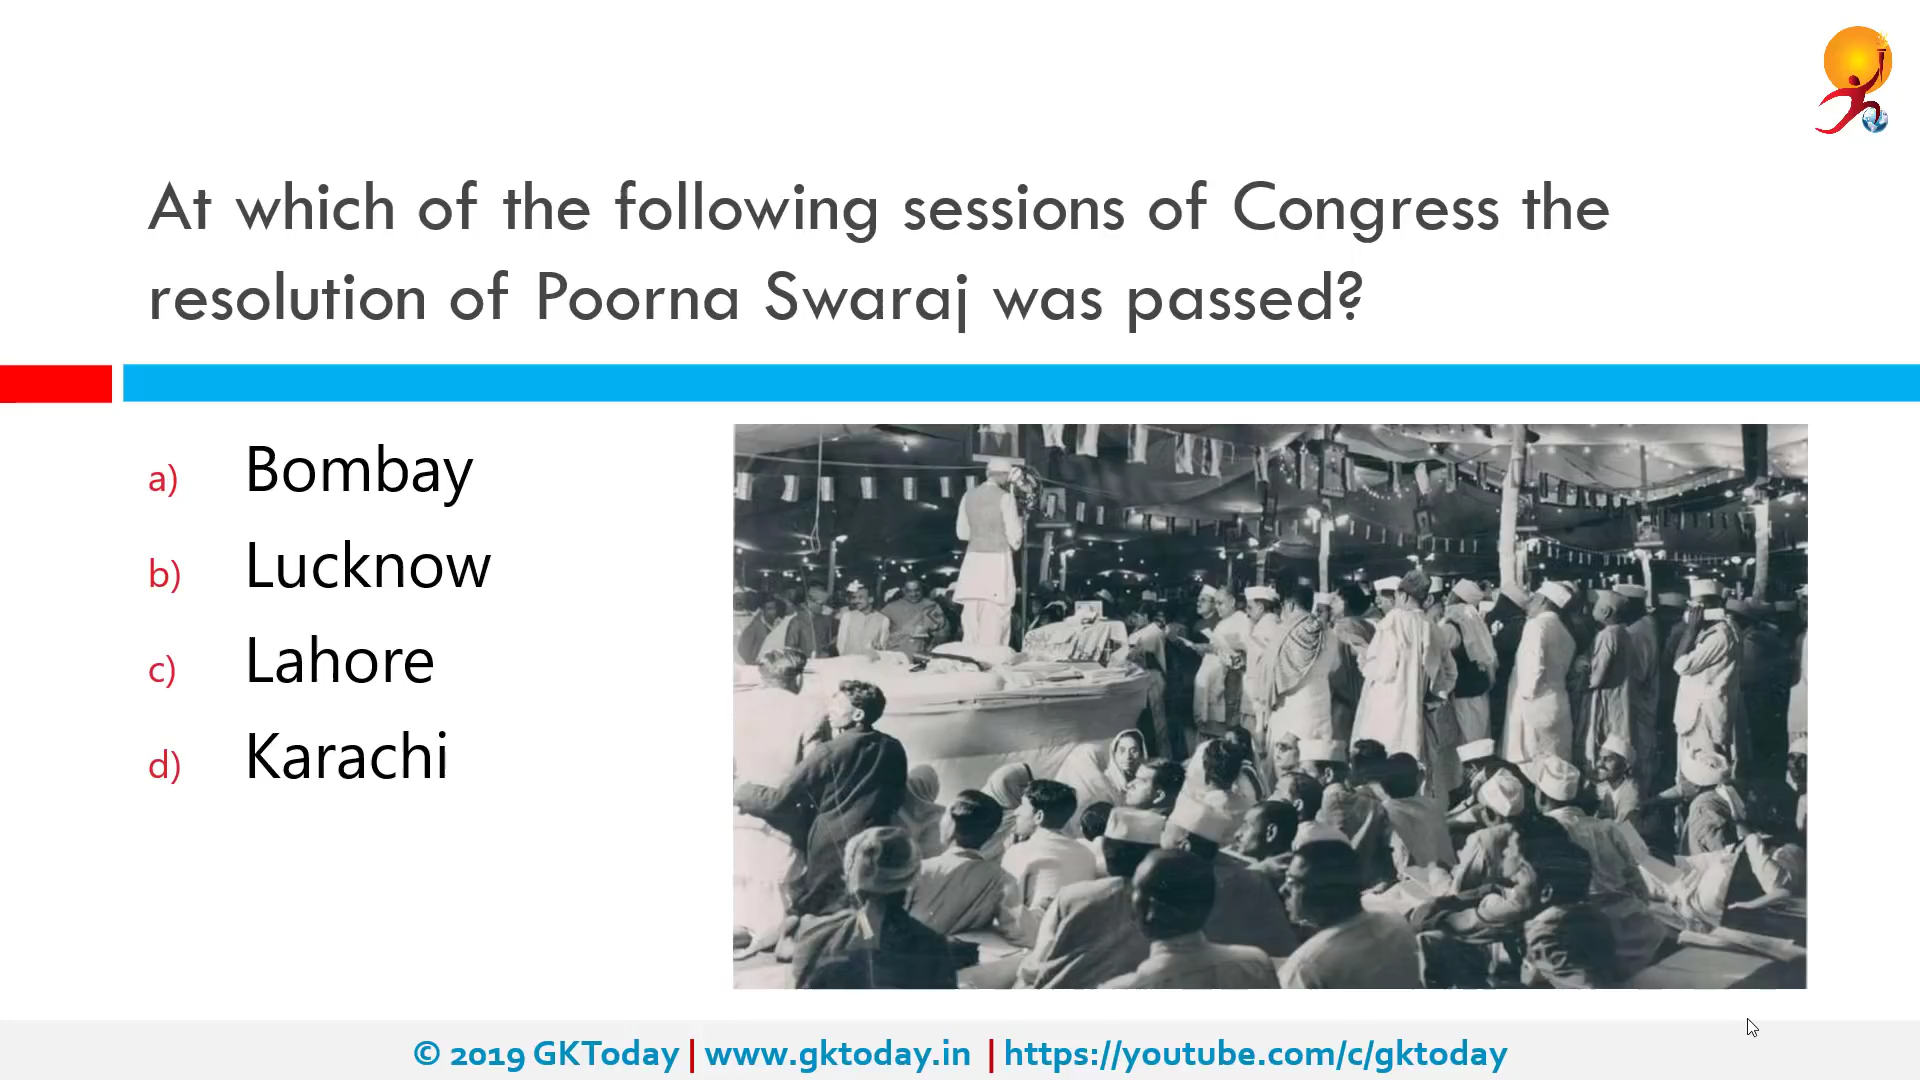 At which of the following sessions of Congress the
resolution of Poorna Swaraj was passed?
a) Bombay
b) Lucknow
c) Lahore
d) Karachi
© 2019 GKToday | www.gktoday.in | https://youtube.com/c/gktoday